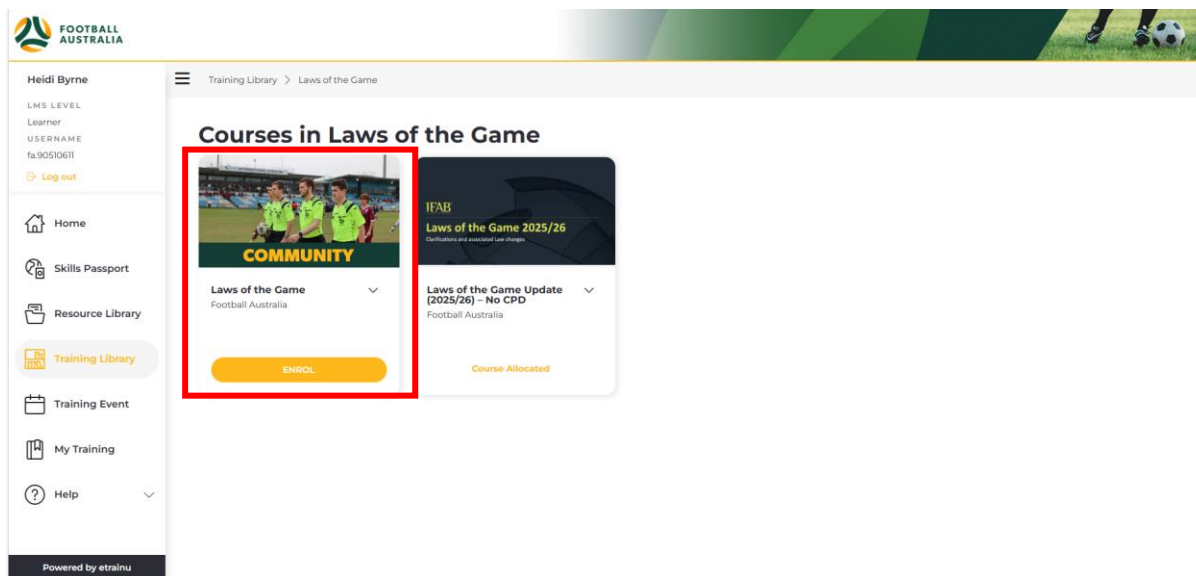 FOOTBALL
AUSTRALIA
Heidi Byrne
LMS LEVEL
Learner
USERNAME
fa.90510611
Log out
Home
Skills Passport
Resource Library
Training Library
Training Event
My Training
Help
Powered by etrainu
Training Library > Laws of the Game
Courses in Laws of the Game
COMMUNITY
Laws of the Game
Football Australia
ENROL
IFAB
Laws of the Game 2025/26
Clarifications and associated Law changes
Laws of the Game Update
(2025/26) – No CPD
Football Australia
Course Allocated